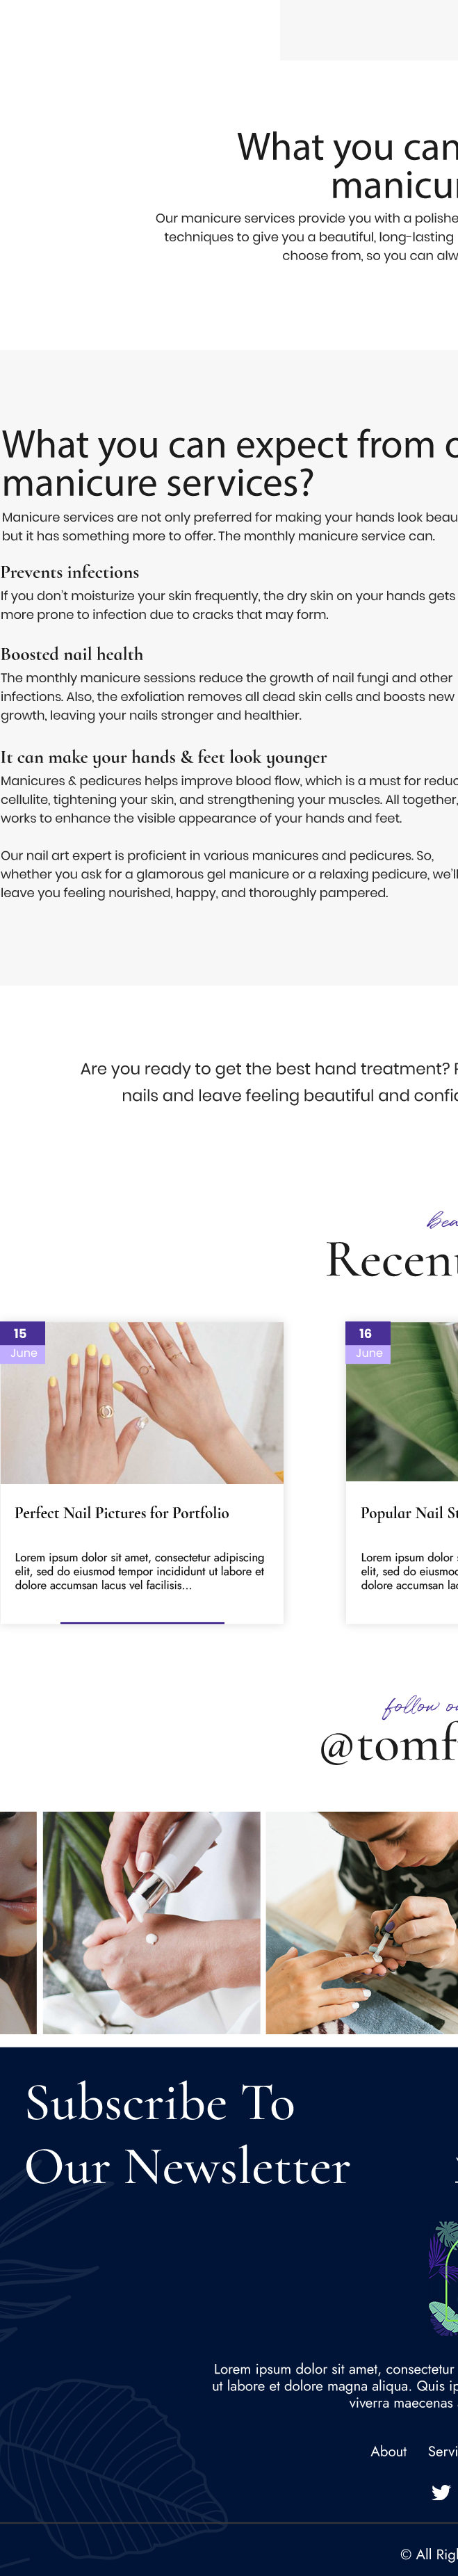 What you can
manicu
Our manicure services provide you with a polishe
techniques to give you a beautiful, long-lasting
choose from, so you can alw
What you can expect from o
manicure services?
Manicure services are not only preferred for making your hands look beau
but it has something more to offer. The monthly manicure service can.
Prevents infections
If you don't moisturize your skin frequently, the dry skin on your hands gets
more prone to infection due to cracks that may form.
Boosted nail health
The monthly manicure sessions reduce the growth of nail fungi and other
infections. Also, the exfoliation removes all dead skin cells and boosts new
growth, leaving your nails stronger and healthier.
It can make your hands & feet look younger
Manicures & pedicures helps improve blood flow, which is a must for reduc
cellulite, tightening your skin, and strengthening your muscles. All together,
works to enhance the visible appearance of your hands and feet.
Our nail art expert is proficient in various manicures and pedicures. So,
whether you ask for a glamorous gel manicure or a relaxing pedicure, we'll
leave you feeling nourished, happy, and thoroughly pampered.
Are you ready to get the best hand treatment?
nails and leave feeling beautiful and confid
bea
Recent
15
June
Perfect Nail Pictures for Portfolio
Lorem ipsum dolor sit amet, consectetur adipiscing
elit, sed do eiusmod tempor incididunt ut labore et
dolore accumsan lacus vel facilisis...
16
June
Popular Nail Su
Lorem ipsum dolor
elit, sed do eiusmod
dolore accumsan lac
follow ou
@tomf
Subscribe To
Our Newsletter
Lorem ipsum dolor sit amet, consectetur
ut labore et dolore magna aliqua. Quis ip
viverra maecenas
About Servi
© All Righ